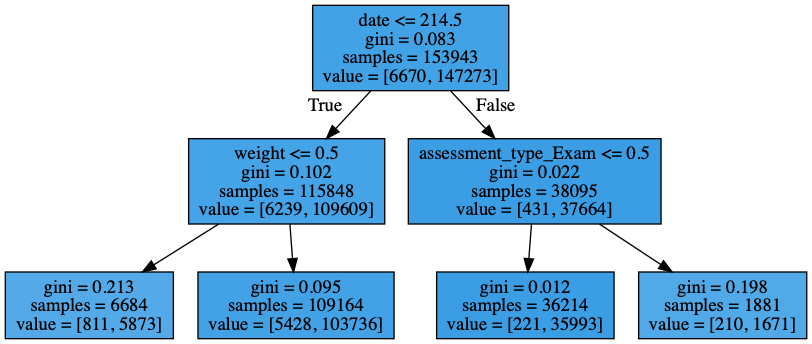 date <= 214.5
gini = 0.083
samples = 153943
value = [6670, 147273]
True
False
weight <= 0.5
gini = 0.102
samples = 115848
value = [6239, 109609]
assessment_type_Exam <= 0.5
gini = 0.022
samples = 38095
value = [431, 37664]
gini = 0.213
samples = 6684
value = [811, 5873]
gini = 0.095
samples = 109164
value = [5428, 103736]
gini = 0.012
samples = 36214
value = [221, 35993]
gini = 0.198
samples = 1881
value = [210, 1671]